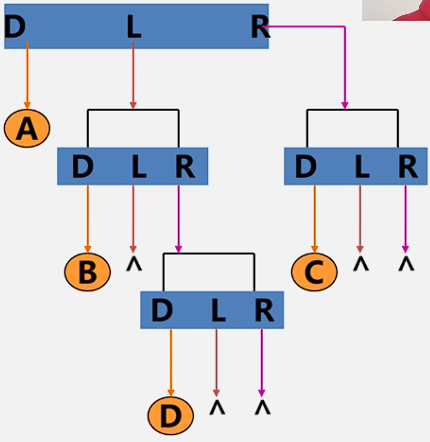 D L R
A
D L R D L R
B ^ C ^ ^
D L R
D ^ ^